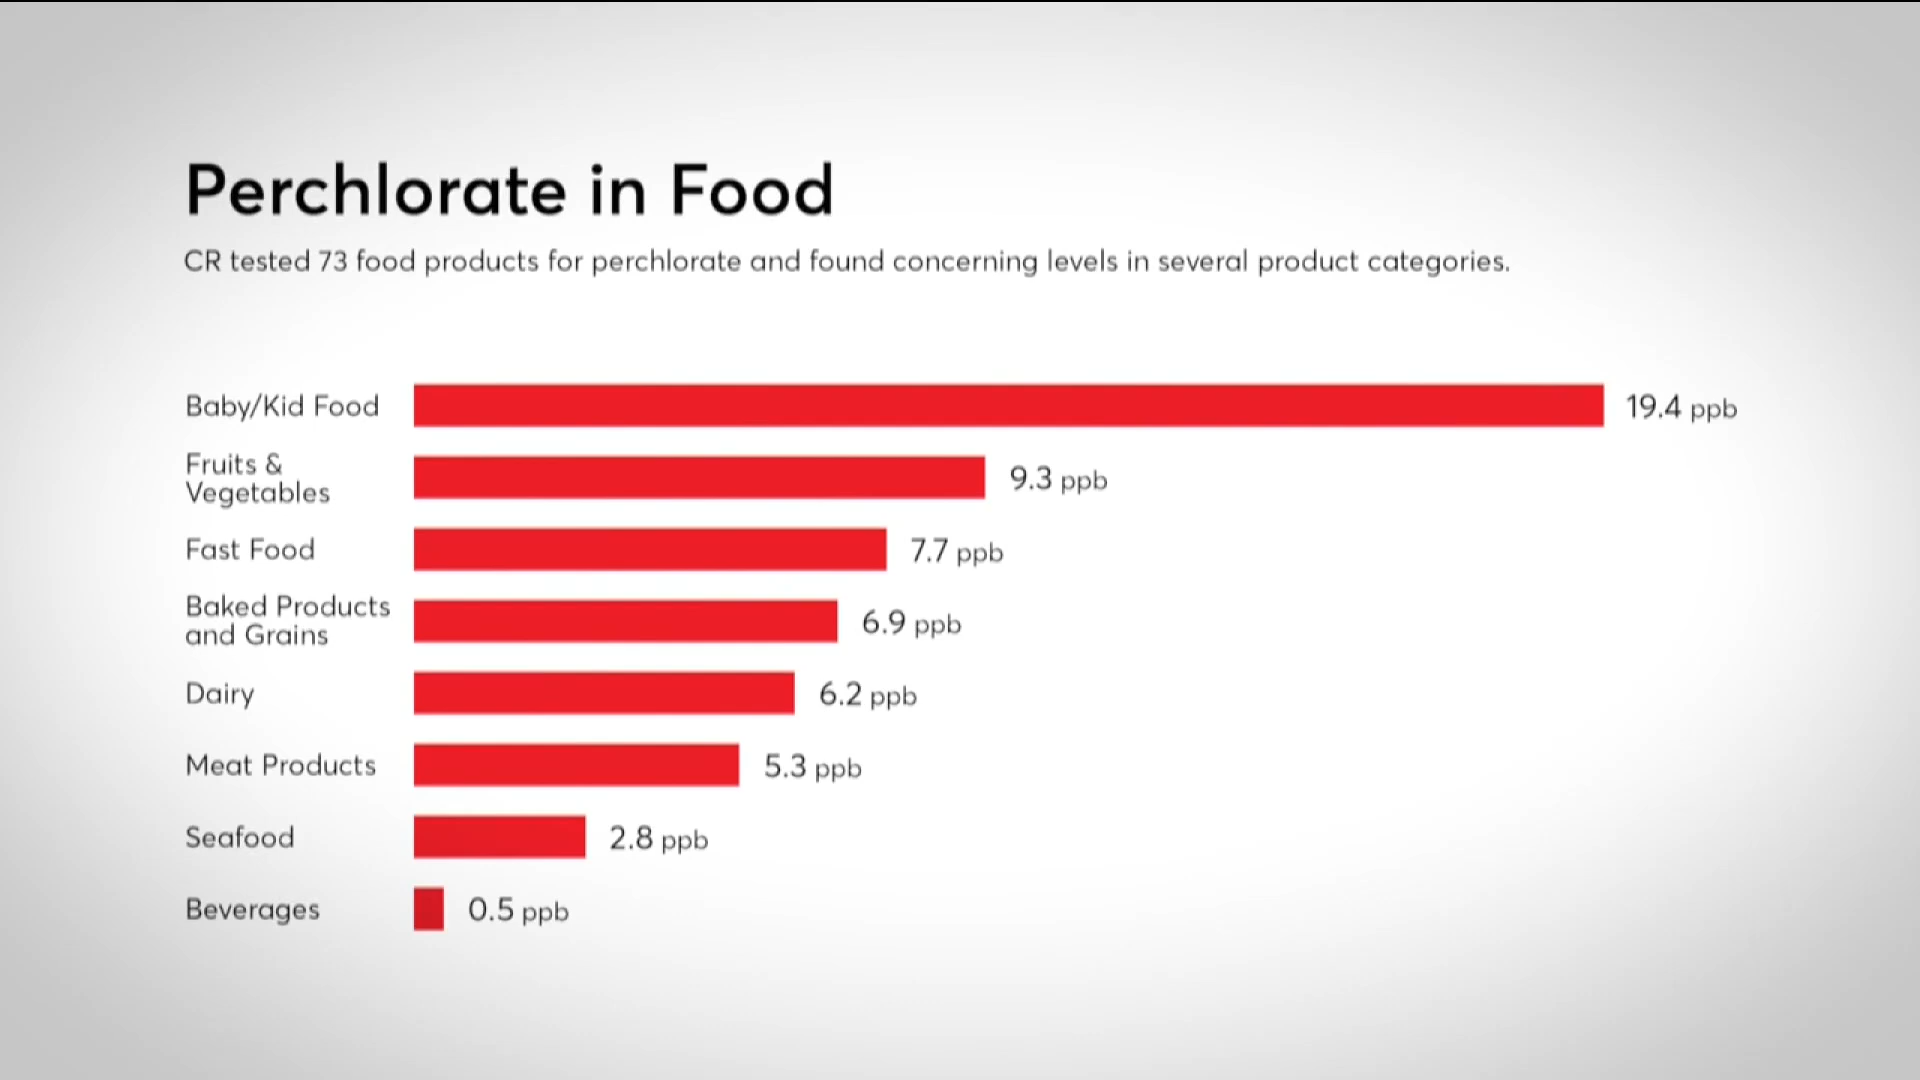 Perchlorate in Food
CR tested 73 food products for perchlorate and found concerning levels in several product categories.
Baby/Kid Food 19.4 ppb
Fruits &
Vegetables 9.3 ppb
Fast Food 7.7 ppb
Baked Products
and Grains 6.9 ppb
Dairy 6.2 ppb
Meat Products 5.3 ppb
Seafood 2.8 ppb
Beverages 0.5 ppb